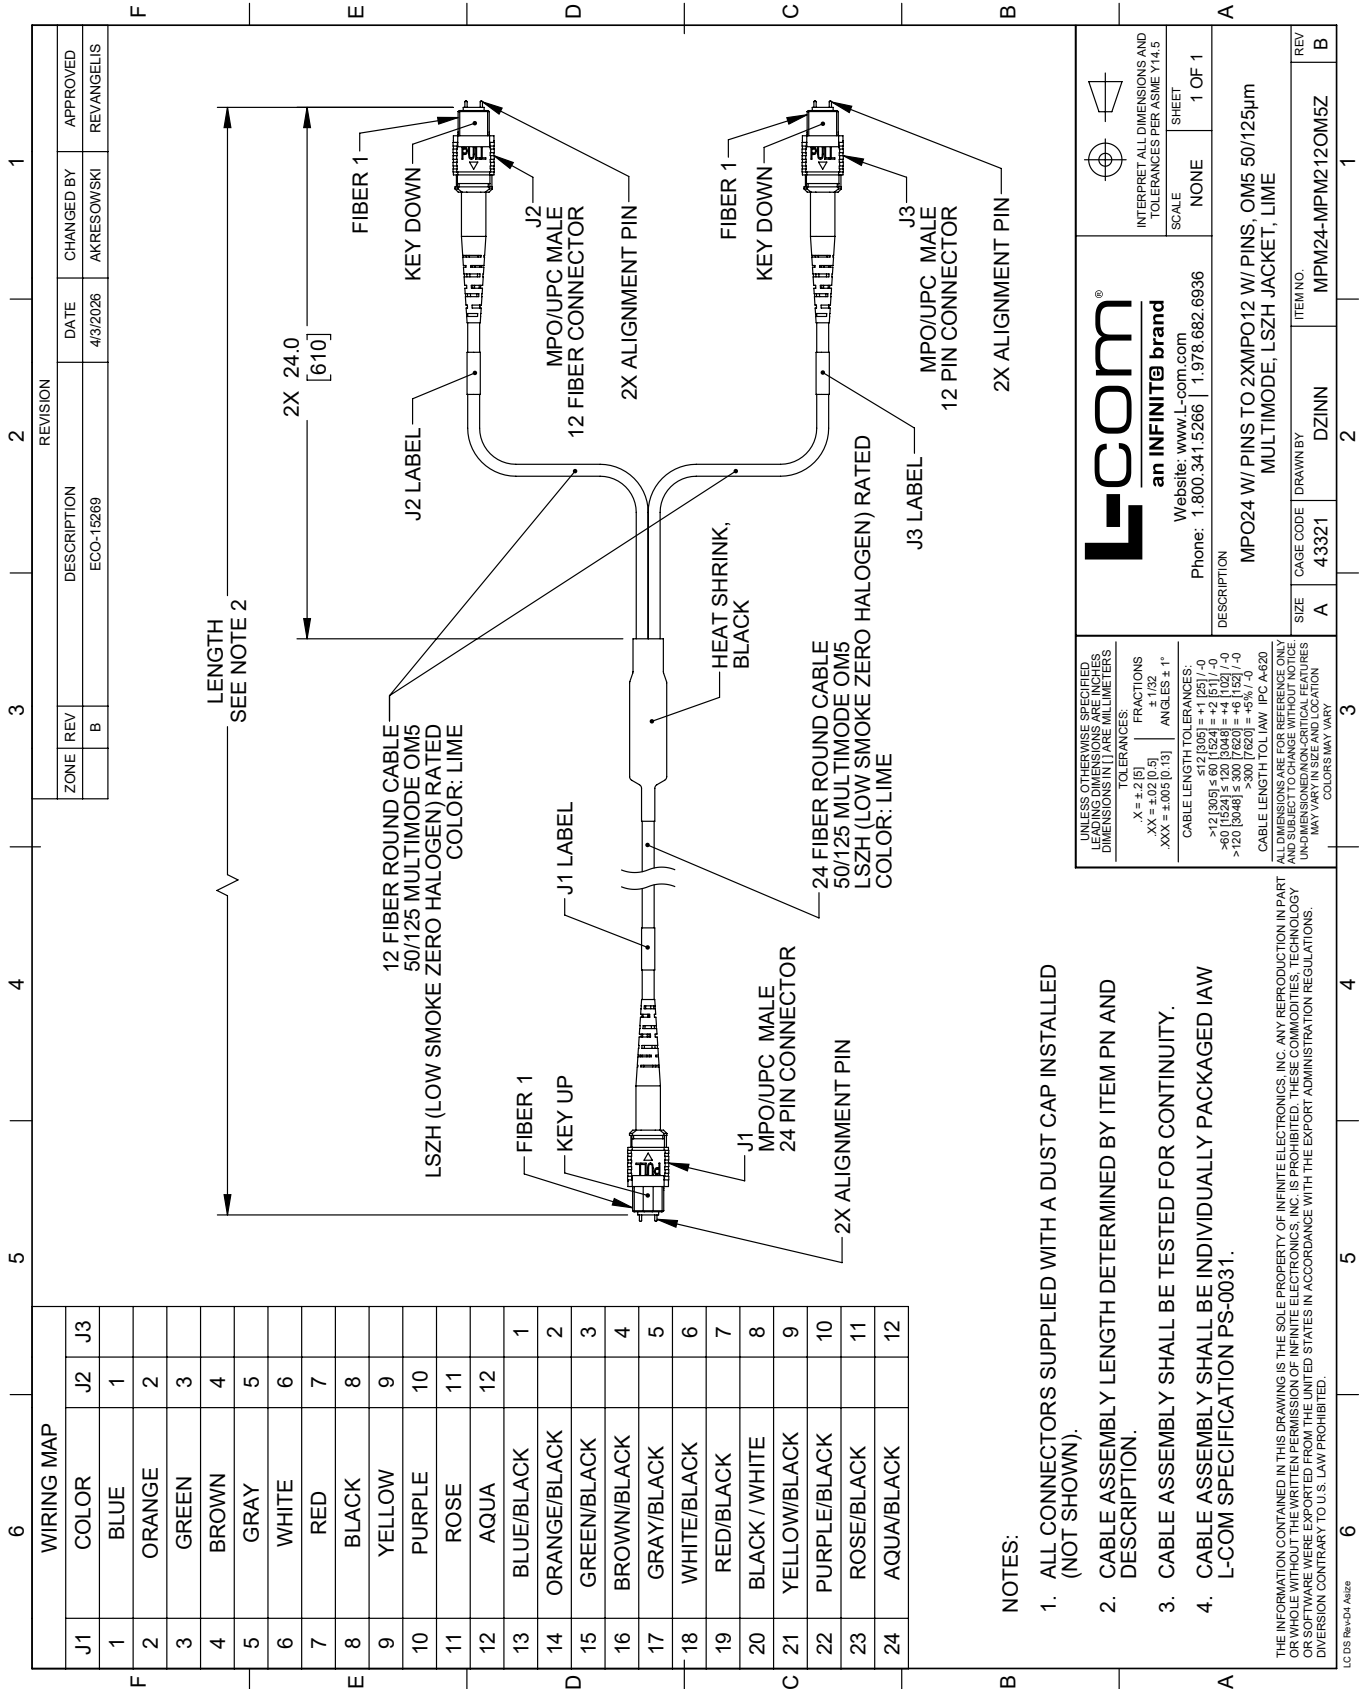 6
5
4
3
2
1
F
E
D
C
B
A
WIRING MAP
J1 COLOR J2 J3
1 BLUE 1
2 ORANGE 2
3 GREEN 3
4 BROWN 4
5 GRAY 5
6 WHITE 6
7 RED 7
8 BLACK 8
9 YELLOW 9
10 PURPLE 10
11 ROSE 11
12 AQUA 12
13 BLUE/BLACK 1
14 ORANGE/BLACK 2
15 GREEN/BLACK 3
16 BROWN/BLACK 4
17 GRAY/BLACK 5
18 WHITE/BLACK 6
19 RED/BLACK 7
20 BLACK / WHITE 8
21 YELLOW/BLACK 9
22 PURPLE/BLACK 10
23 ROSE/BLACK 11
24 AQUA/BLACK 12
REVISION
ZONE REV DESCRIPTION DATE CHANGED BY APPROVED
B ECO-15269 4/3/2026 AKRESOWSKI REVANGELIS
LENGTH
SEE NOTE 2
2X 24.0
[610]
12 FIBER ROUND CABLE
50/125 MULTIMODE OM5
LSZH (LOW SMOKE ZERO HALOGEN) RATED
COLOR: LIME
J2 LABEL
FIBER 1
KEY DOWN
PULL
J2
MPO/UPC MALE
12 FIBER CONNECTOR
2X ALIGNMENT PIN
FIBER 1
KEY UP
PULL
J1
MPO/UPC MALE
24 PIN CONNECTOR
2X ALIGNMENT PIN
J1 LABEL
HEAT SHRINK,
BLACK
24 FIBER ROUND CABLE
50/125 MULTIMODE OM5
LSZH (LOW SMOKE ZERO HALOGEN) RATED
COLOR: LIME
J3 LABEL
FIBER 1
KEY DOWN
PULL
J3
MPO/UPC MALE
12 PIN CONNECTOR
2X ALIGNMENT PIN
NOTES:
1. ALL CONNECTORS SUPPLIED WITH A DUST CAP INSTALLED
(NOT SHOWN).
2. CABLE ASSEMBLY LENGTH DETERMINED BY ITEM PN AND
DESCRIPTION.
3. CABLE ASSEMBLY SHALL BE TESTED FOR CONTINUITY.
4. CABLE ASSEMBLY SHALL BE INDIVIDUALLY PACKAGED IAW
L-COM SPECIFICATION PS-0031.
THE INFORMATION CONTAINED IN THIS DRAWING IS THE SOLE PROPERTY OF INFINITE ELECTRONICS, INC. ANY REPRODUCTION IN PART
OR WHOLE WITHOUT THE WRITTEN PERMISSION OF INFINITE ELECTRONICS, INC. IS PROHIBITED. THESE COMMODITIES, TECHNOLOGY
OR SOFTWARE WERE EXPORTED FROM THE UNITED STATES IN ACCORDANCE WITH THE EXPORT ADMINISTRATION REGULATIONS.
DIVERSION CONTRARY TO U.S. LAW PROHIBITED.
UNLESS OTHERWISE SPECIFIED
LEADING DIMENSIONS ARE INCHES
DIMENSIONS IN [ ] ARE MILLIMETERS
TOLERANCES:
.X = ±.2 [5] FRACTIONS
.XX = ±.02 [0.5] ± 1/32
.XXX = ±.005 [0.13] ANGLES ± 1°
CABLE LENGTH TOLERANCES:
≤12 [305] = +1 [25] / -0
>12 [305] ≤ 60 [1524] = +2 [51] / -0
>60 [1524] ≤ 120 [3048] = +4 [102] / -0
>120 [3048] ≤ 300 [7620] = +6 [152] / -0
>300 [7620] = +5% / -0
CABLE LENGTH TOL IAW IPC A-620
ALL DIMENSIONS ARE FOR REFERENCE ONLY
AND SUBJECT TO CHANGE WITHOUT NOTICE.
UN-DIMENSIONED/NON-CRITICAL FEATURES
MAY VARY IN SIZE AND LOCATION
COLORS MAY VARY
L-com®
an INFINIT℮ brand
Website: www.L-com.com
Phone: 1.800.341.5266 | 1.978.682.6936
INTERPRET ALL DIMENSIONS AND
TOLERANCES PER ASME Y14.5
SCALE NONE
SHEET 1 OF 1
DESCRIPTION
MPO24 W/ PINS TO 2XMPO12 W/ PINS, OM5 50/125µm
MULTIMODE, LSZH JACKET, LIME
SIZE A
CAGE CODE 43321
DRAWN BY DZINN
ITEM NO. MPM24-MPM212OM5Z
REV B
F
E
D
C
B
A
LC DS Rev-D4 Asize
6
5
4
3
2
1